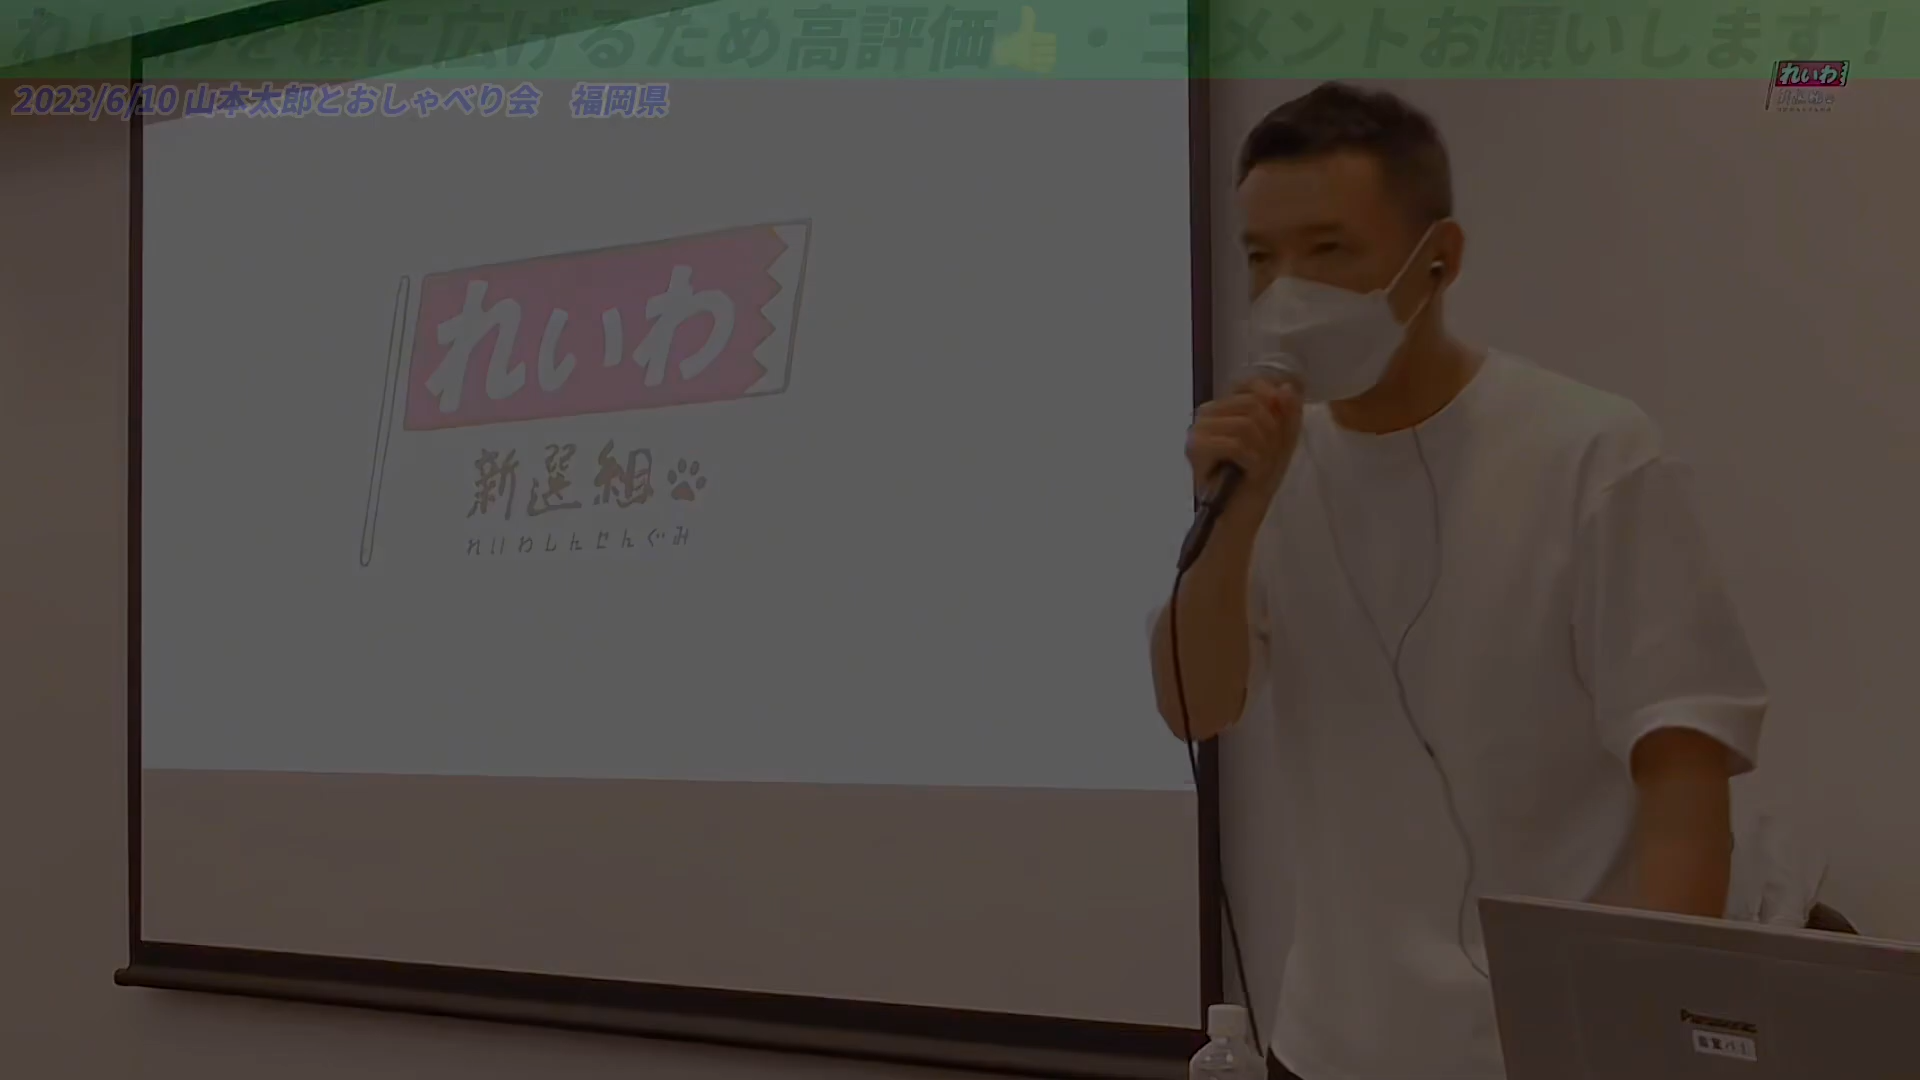 れいわを横に広げるため高評価👍・コメントお願いします！
2023/6/10 山本太郎とおしゃべり会　福岡県
れいわ
新選組
れいわ
新選組
れいわしんせんぐみ
Panasonic